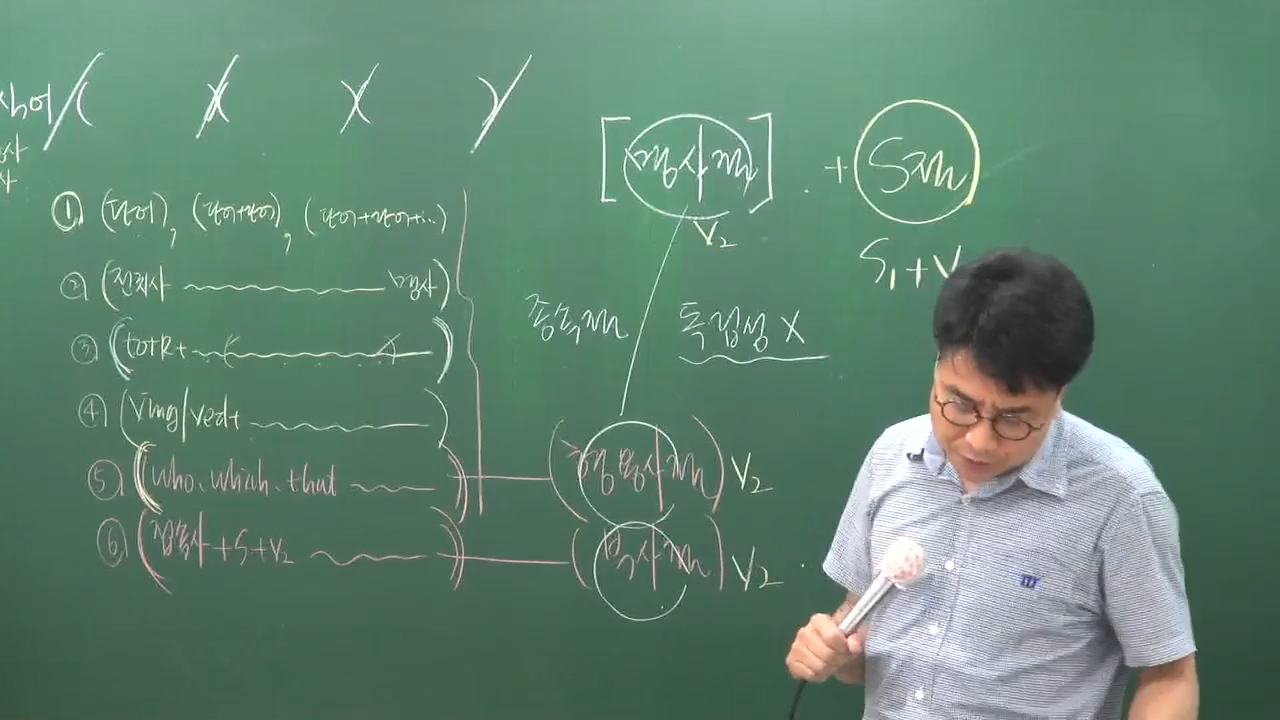 ① (단어), (단어+단어), (단어+단어+...)
② (전치사 명사)
③ (to+R+ )
④ (Ving/Ved+ )
⑤ (who, which, that )
⑥ (접속사+S+V₂ )
[명사|절] + S절
V₂
S₁+V
종속절 독립성 X
(형용사|절) V₂
(부사|절) V₂